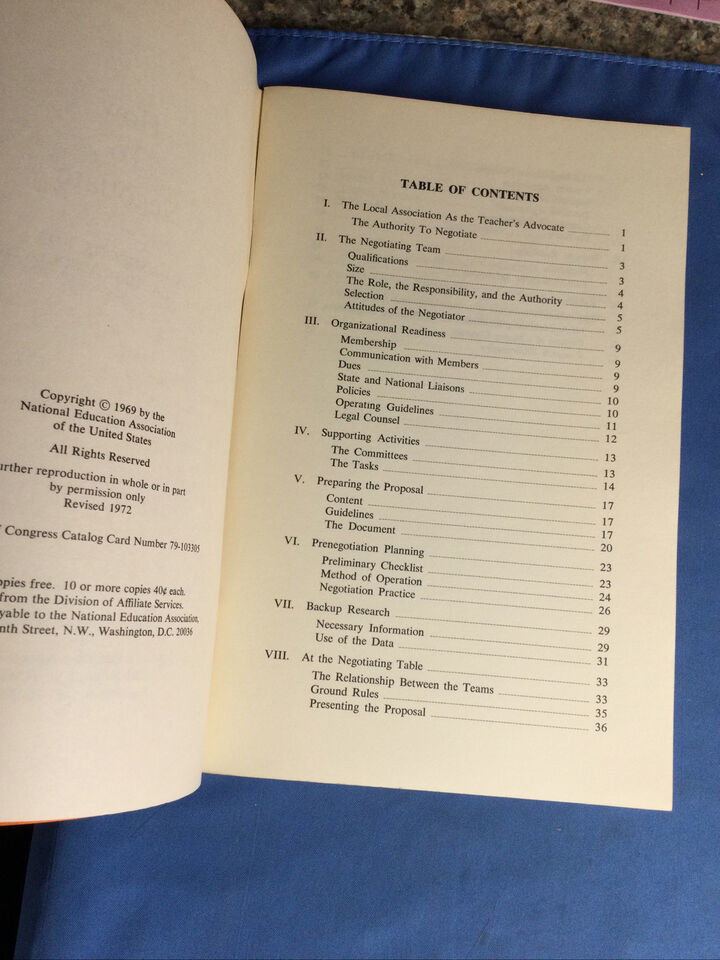 Copyright © 1969 by the
National Education Association
of the United States
All Rights Reserved
reproduction in whole or in part
by permission only
Revised 1972
Congress Catalog Card Number 79-103305
free. 10 or more copies 40¢ each.
from the Division of Affiliate Services.
to the National Education Association,
Street, N.W., Washington, D.C. 20036
TABLE OF CONTENTS
I. The Local Association As the Teacher's Advocate 1
The Authority To Negotiate 1
II. The Negotiating Team 3
Qualifications 3
Size 4
The Role, the Responsibility, and the Authority 4
Selection 5
Attitudes of the Negotiator 5
III. Organizational Readiness 9
Membership 9
Communication with Members 9
Dues 9
State and National Liaisons 10
Policies 10
Operating Guidelines 11
Legal Counsel 12
IV. Supporting Activities 13
The Committees 13
The Tasks 14
V. Preparing the Proposal 17
Content 17
Guidelines 17
The Document 20
VI. Prenegotiation Planning 23
Preliminary Checklist 23
Method of Operation 24
Negotiation Practice 26
VII. Backup Research 29
Necessary Information 29
Use of the Data 31
VIII. At the Negotiating Table 33
The Relationship Between the Teams 33
Ground Rules 35
Presenting the Proposal 36